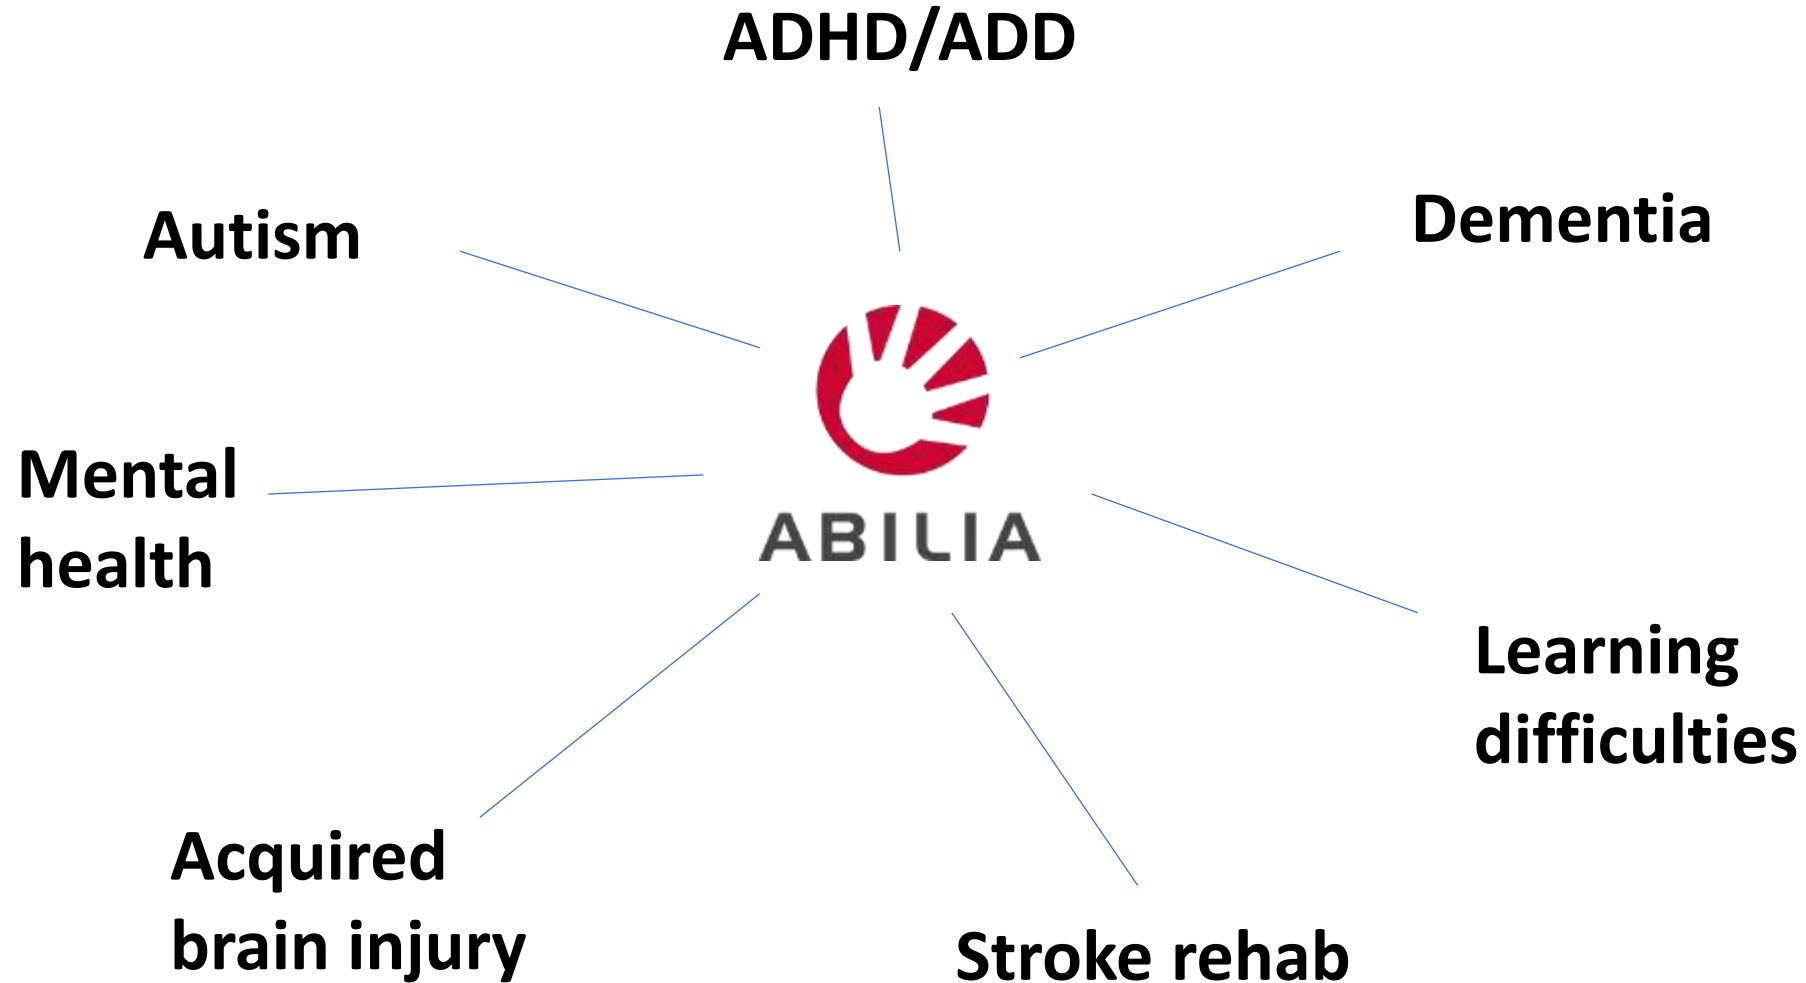 ADHD/ADD
Autism
Dementia
Mental
health
ABILIA
Learning
difficulties
Acquired
brain injury
Stroke rehab